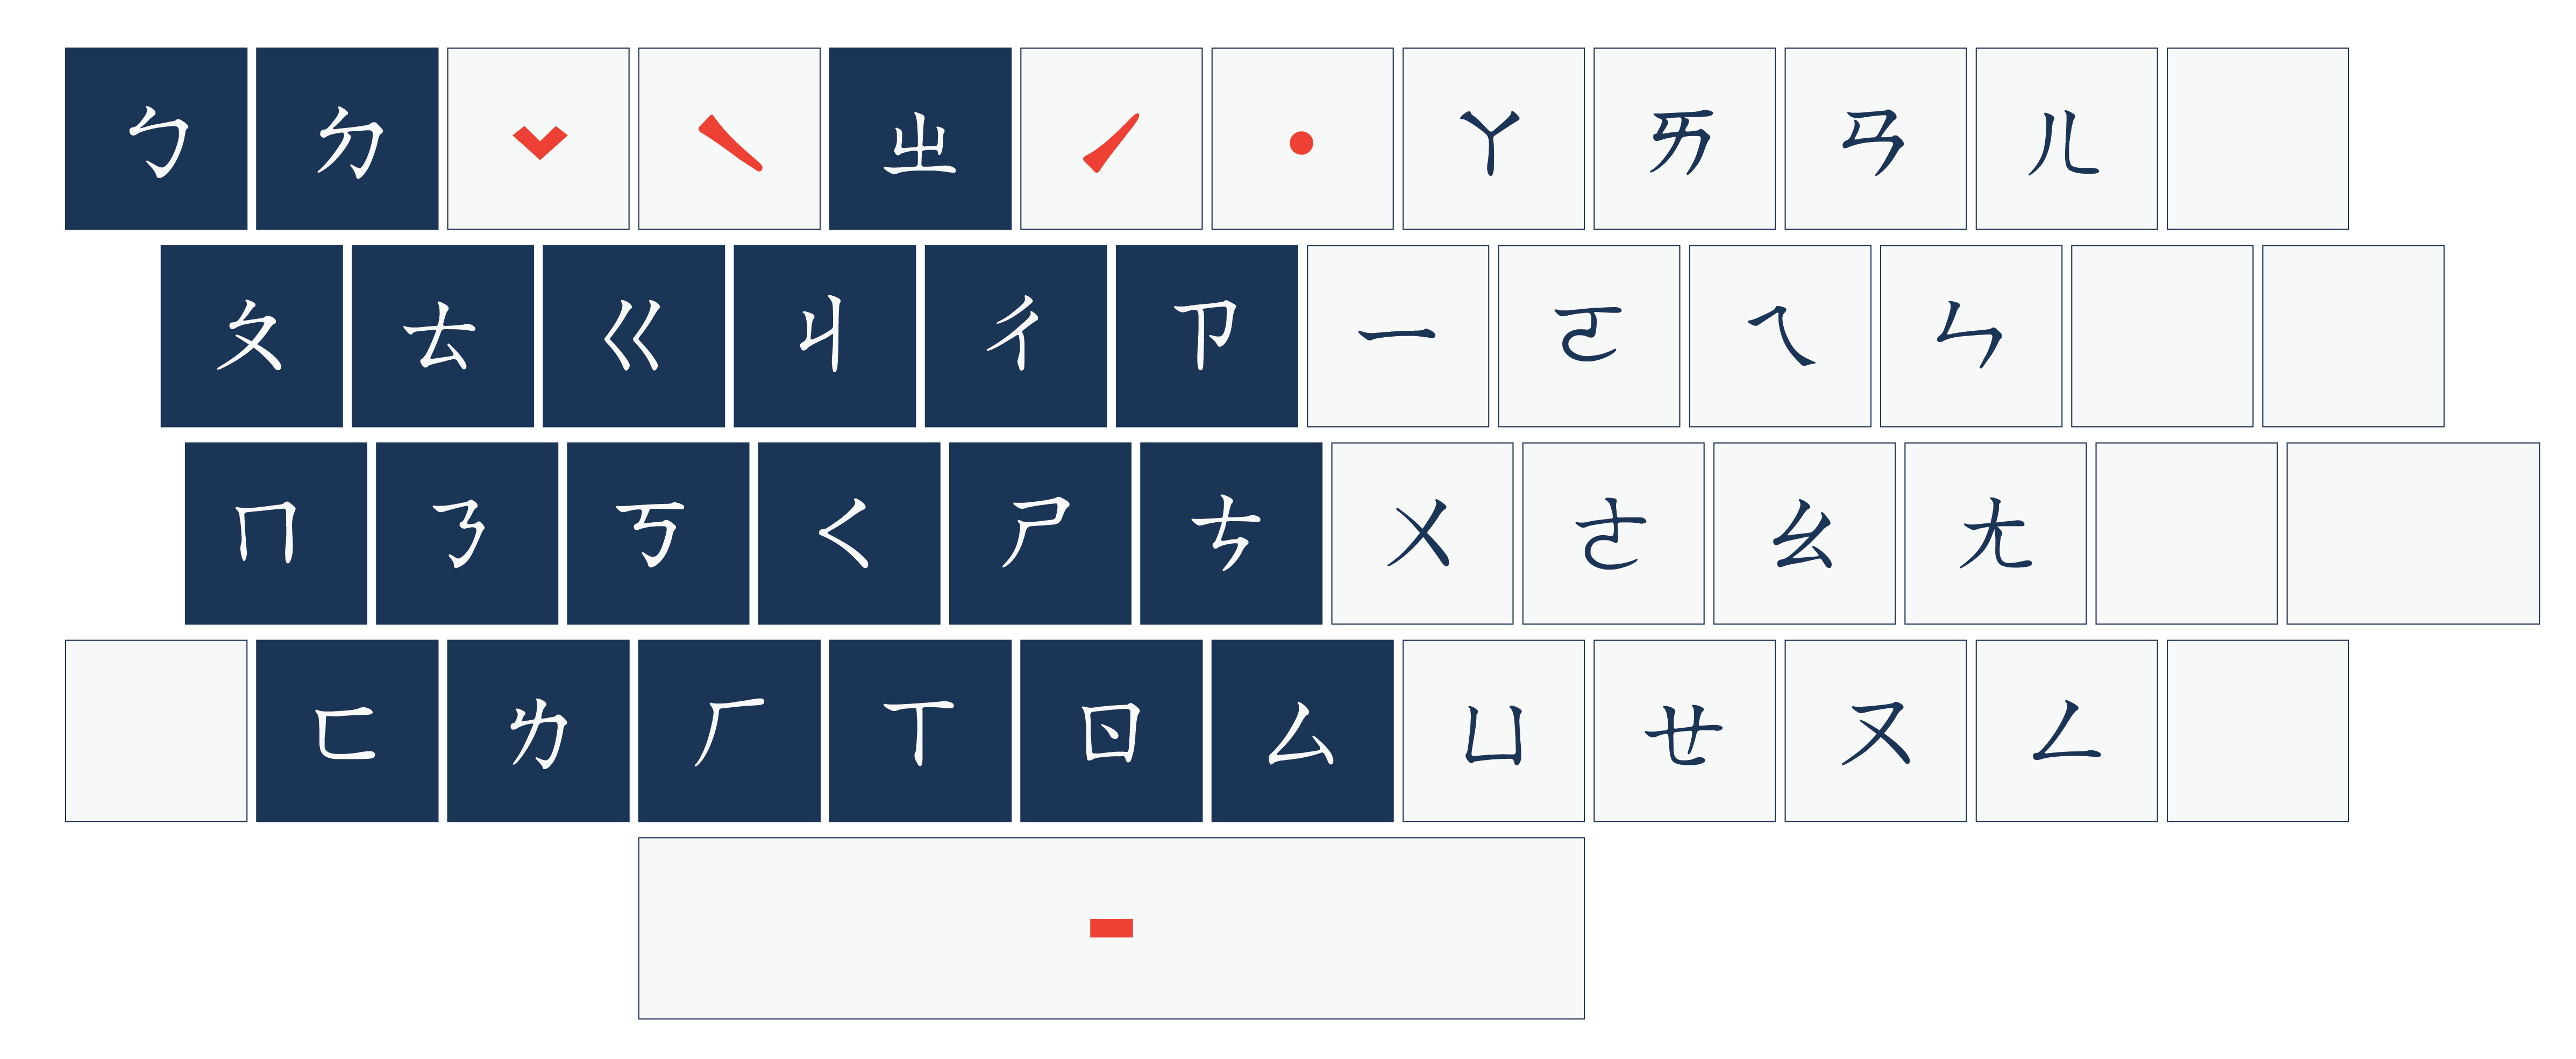 ㄅ ㄉ ˇ ˋ ㄓ ˊ ˙ ㄚ ㄞ ㄢ ㄦ
ㄆ ㄊ ㄍ ㄐ ㄔ ㄗ ㄧ ㄛ ㄟ ㄣ
ㄇ ㄋ ㄎ ㄑ ㄕ ㄘ ㄨ ㄜ ㄠ ㄤ
ㄈ ㄌ ㄏ ㄒ ㄖ ㄙ ㄩ ㄝ ㄡ ㄥ
ˉ